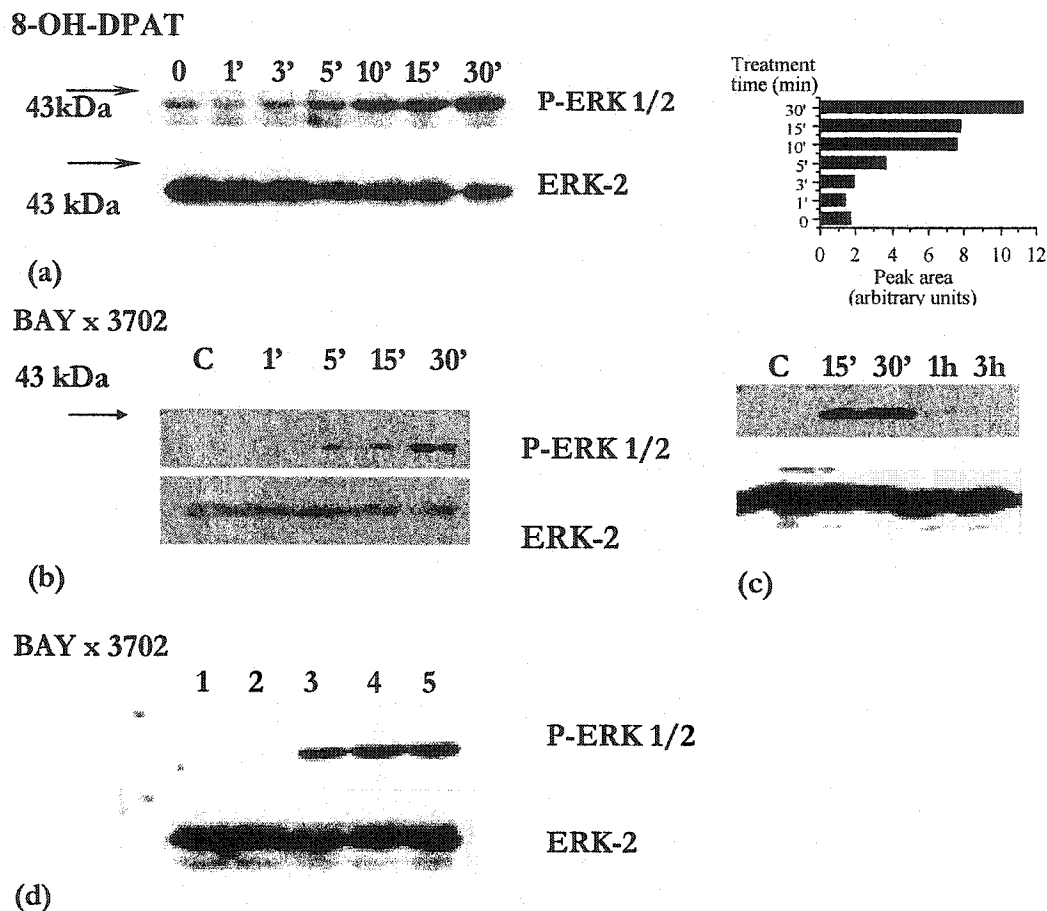 8-OH-DPAT
0 1' 3' 5' 10' 15' 30'
43kDa
P-ERK 1/2
43 kDa
ERK-2
(a)
Treatment
time (min)
30'
15'
10'
5'
3'
1'
0
0 2 4 6 8 10 12
Peak area
(arbitrary units)
BAY x 3702
C 1' 5' 15' 30'
43 kDa
P-ERK 1/2
ERK-2
(b)
C 15' 30' 1h 3h
(c)
BAY x 3702
1 2 3 4 5
P-ERK 1/2
ERK-2
(d)